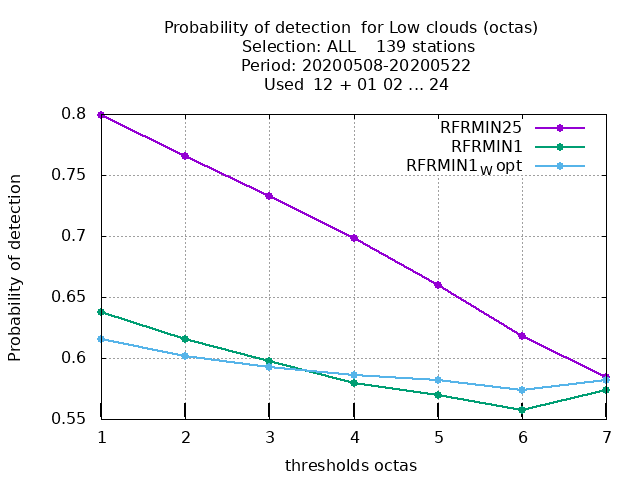 Probability of detection  for Low clouds (octas)
Selection: ALL    139 stations
Period: 20200508-20200522
Used  12 + 01 02 ... 24
RFRMIN25
RFRMIN1
RFRMIN1W opt
0.8
0.75
0.7
0.65
0.6
0.55
Probability of detection
1 2 3 4 5 6 7
thresholds octas